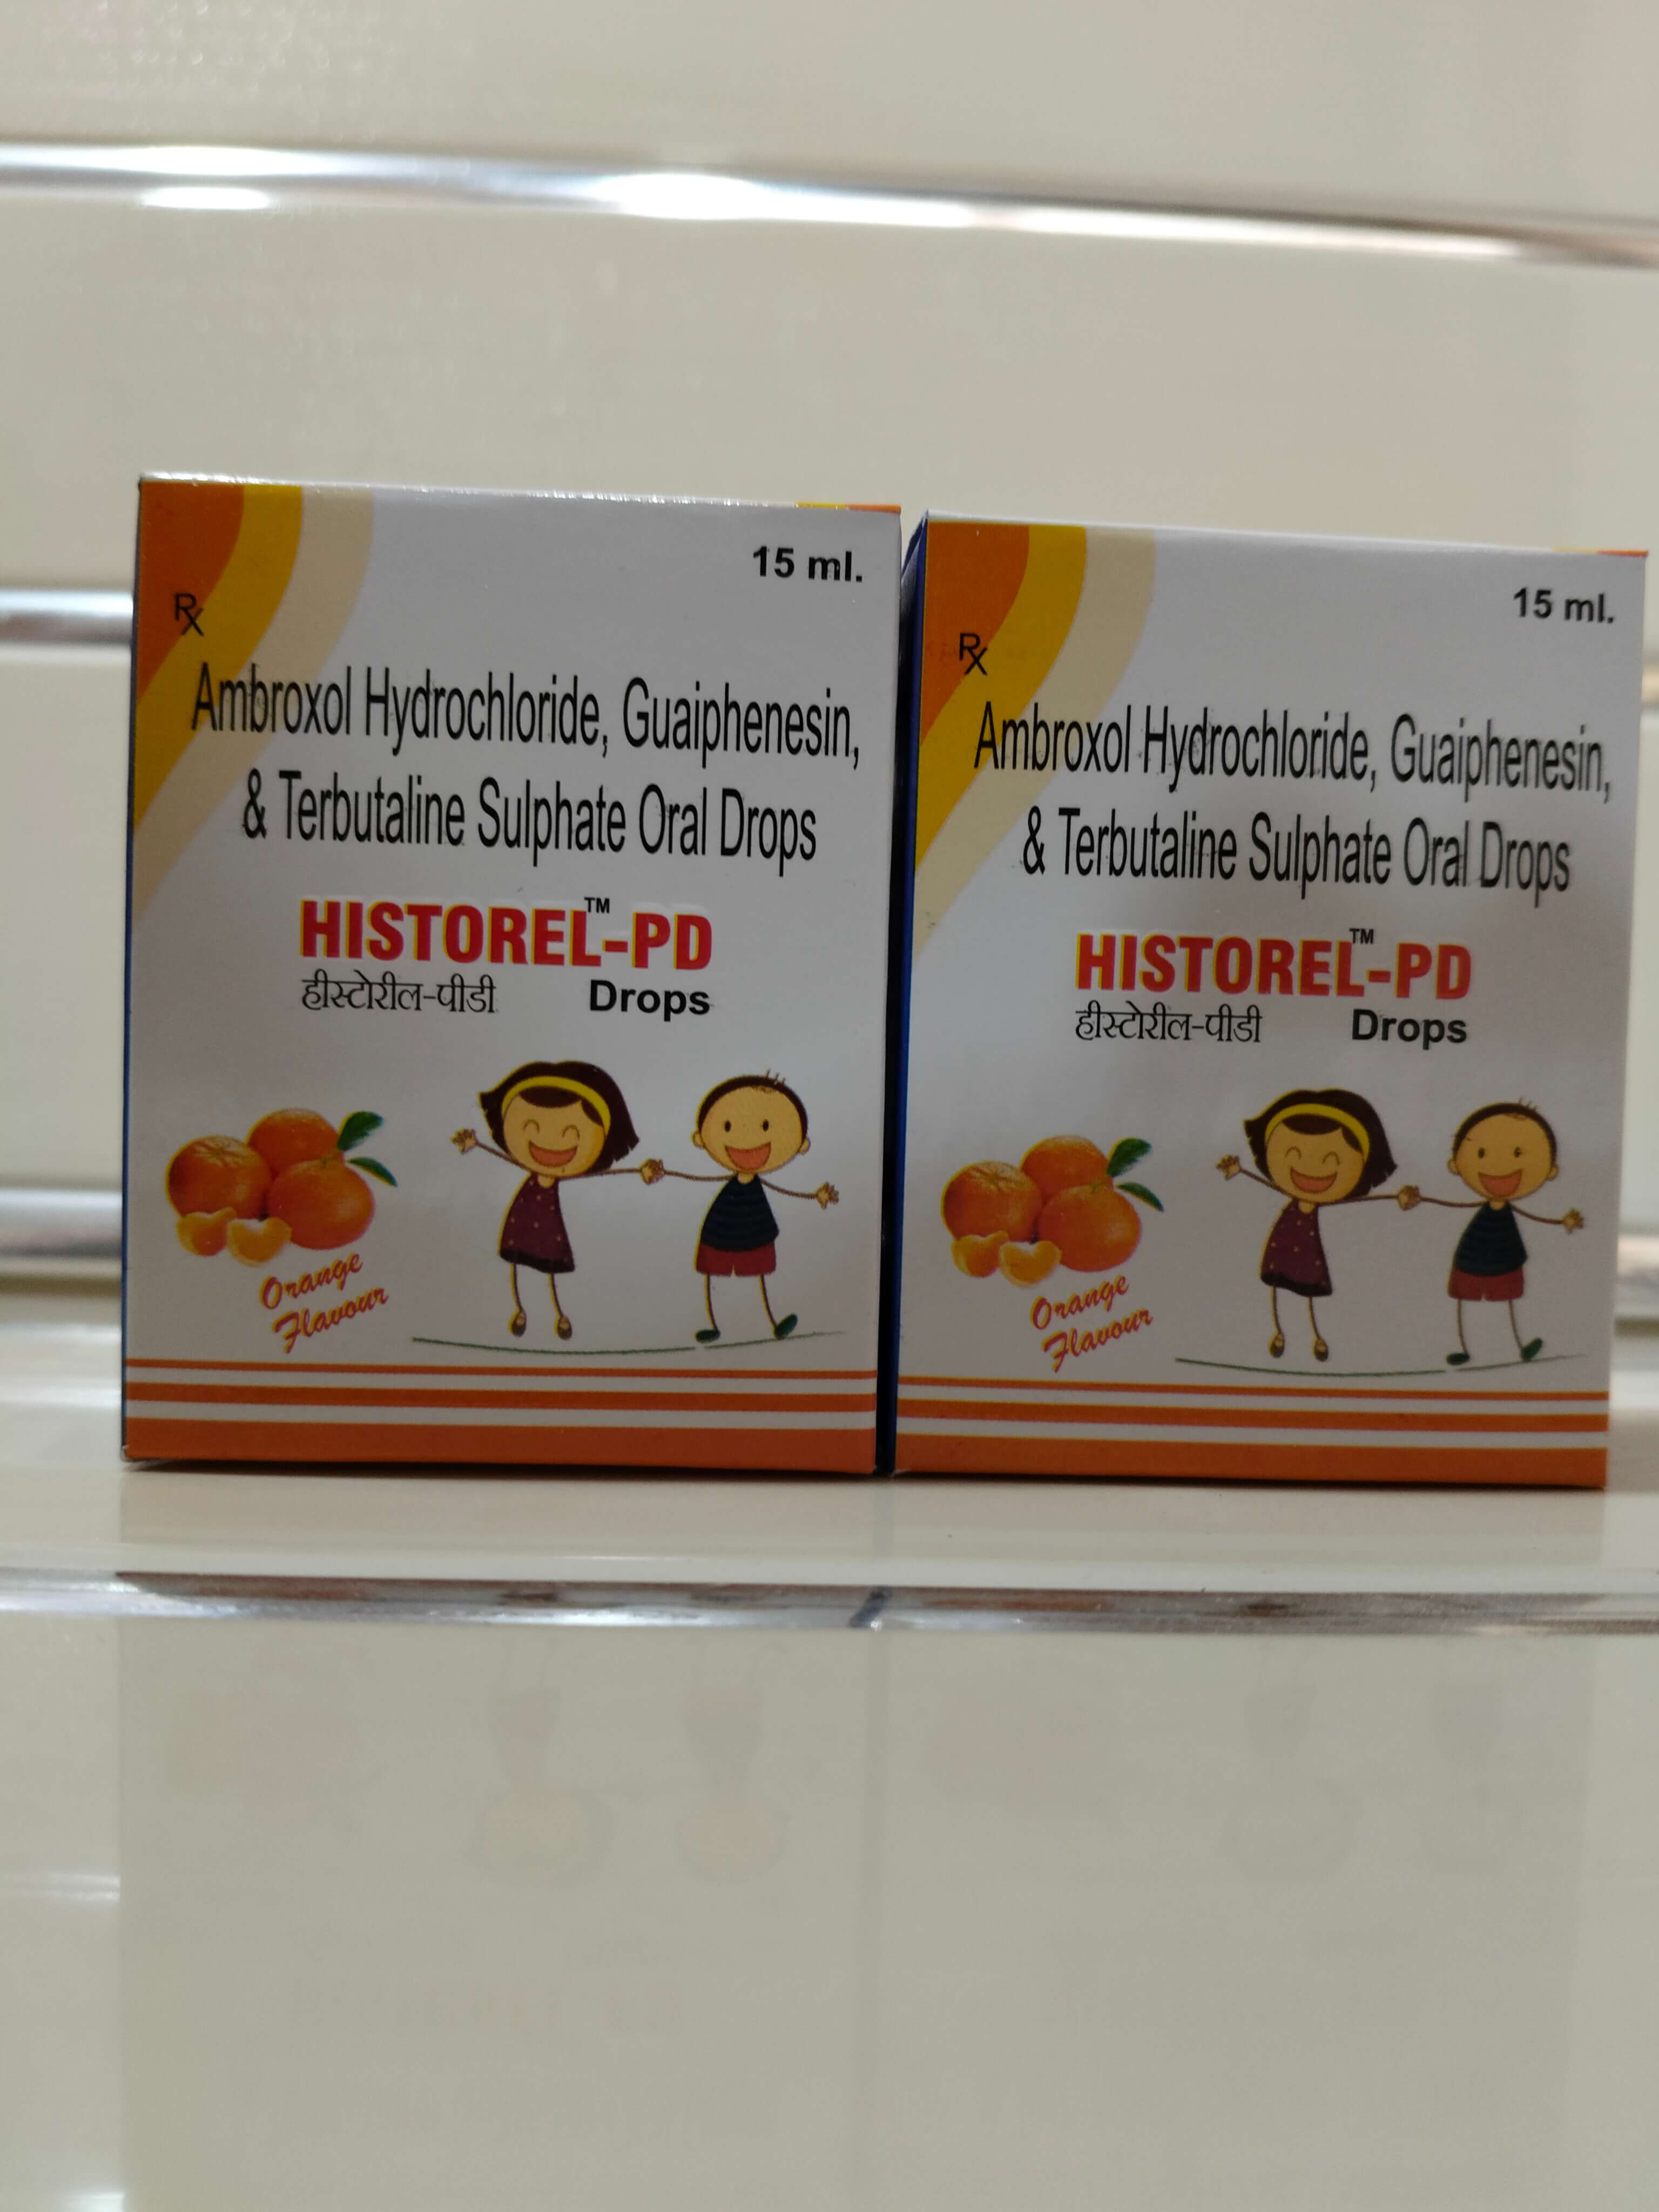 15 ml.
Rx
Ambroxol Hydrochloride, Guaiphenesin,
& Terbutaline Sulphate Oral Drops
HISTOREL™-PD
हीस्टोरील-पीडी Drops
Orange
Flavour
15 ml.
Rx
Ambroxol Hydrochloride, Guaiphenesin,
& Terbutaline Sulphate Oral Drops
HISTOREL™-PD
हीस्टोरील-पीडी Drops
Orange
Flavour